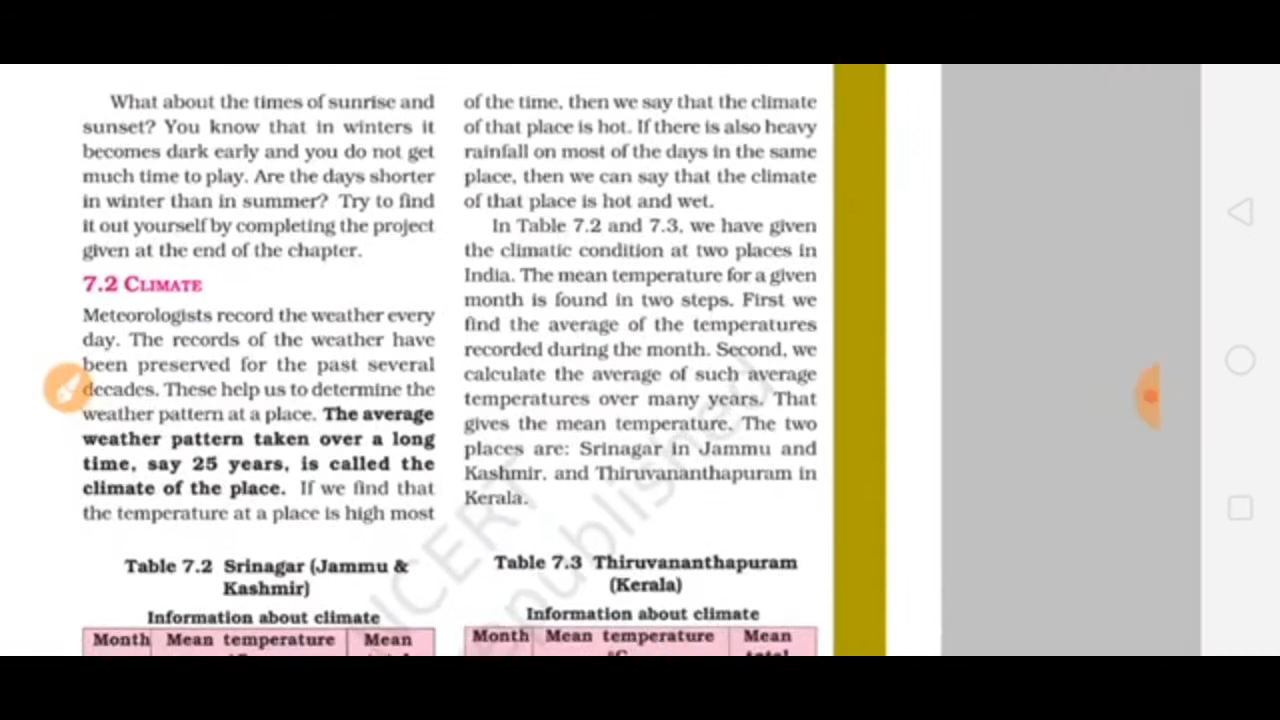 What about the times of sunrise and
sunset? You know that in winters it
becomes dark early and you do not get
much time to play. Are the days shorter
in winter than in summer? Try to find
it out yourself by completing the project
given at the end of the chapter.
7.2 CLIMATE
Meteorologists record the weather every
day. The records of the weather have
been preserved for the past several
decades. These help us to determine the
weather pattern at a place. The average
weather pattern taken over a long
time, say 25 years, is called the
climate of the place. If we find that
the temperature at a place is high most
of the time, then we say that the climate
of that place is hot. If there is also heavy
rainfall on most of the days in the same
place, then we can say that the climate
of that place is hot and wet.
In Table 7.2 and 7.3, we have given
the climatic condition at two places in
India. The mean temperature for a given
month is found in two steps. First we
find the average of the temperatures
recorded during the month. Second, we
calculate the average of such average
temperatures over many years. That
gives the mean temperature. The two
places are: Srinagar in Jammu and
Kashmir, and Thiruvananthapuram in
Kerala.
Table 7.2 Srinagar (Jammu &
Kashmir)
Information about climate
Month Mean temperature Mean
Table 7.3 Thiruvananthapuram
(Kerala)
Information about climate
Month Mean temperature Mean
°C total
NCERT
republished